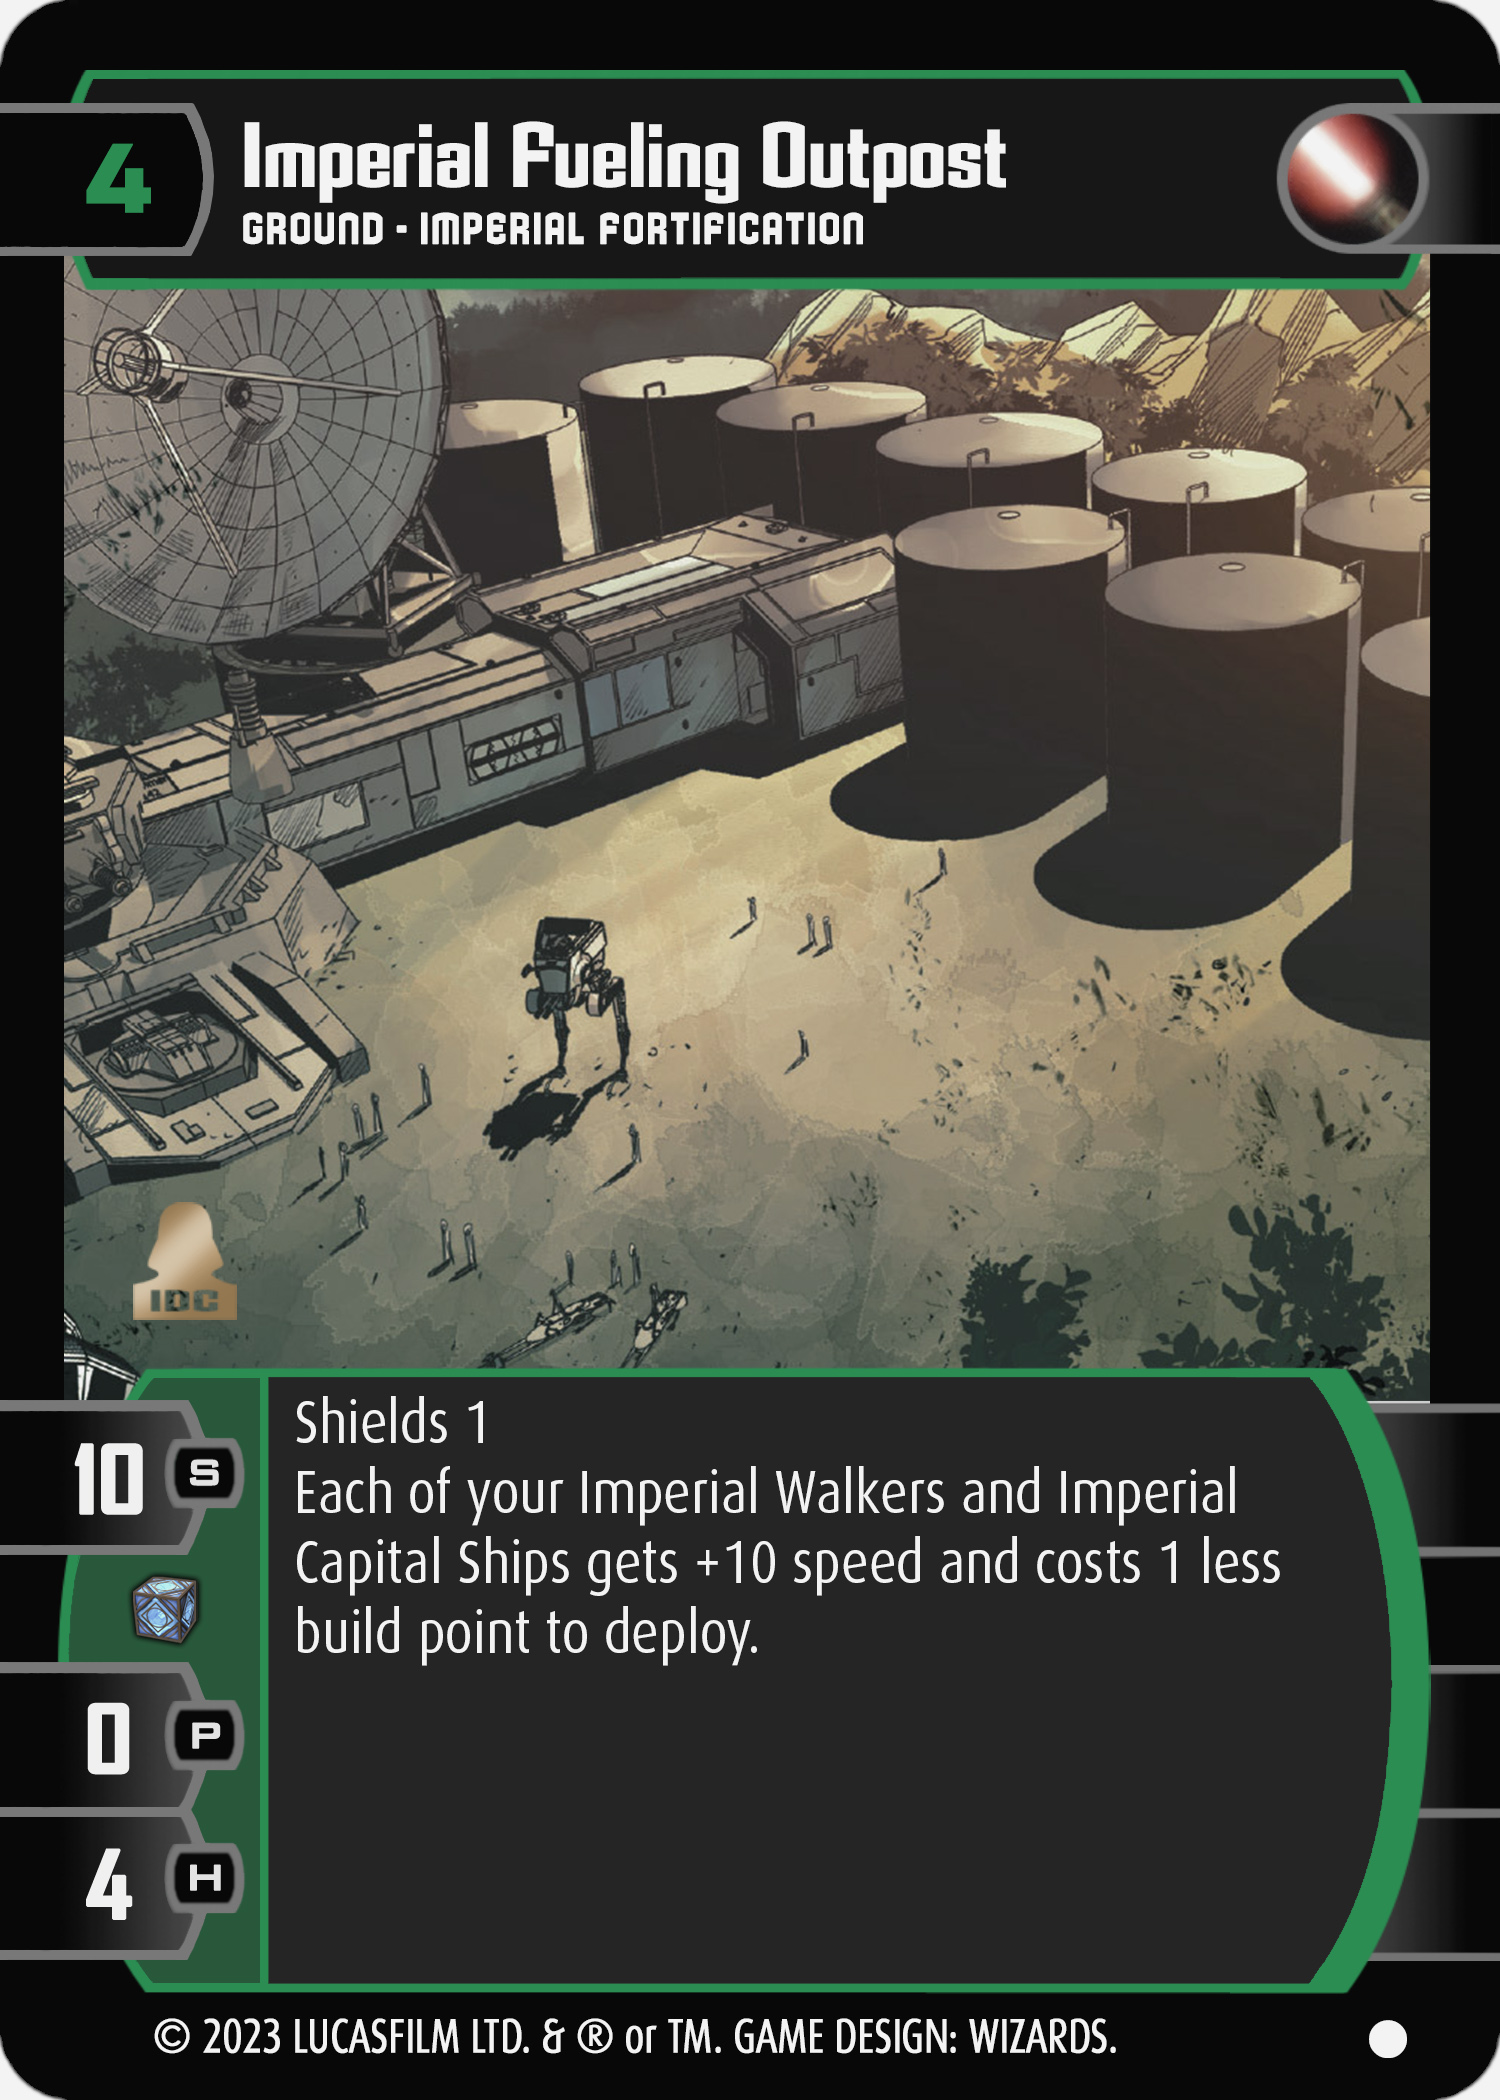 4
Imperial Fueling Outpost
GROUND - IMPERIAL FORTIFICATION
IDC
10 S
0 P
4 H
Shields 1
Each of your Imperial Walkers and Imperial
Capital Ships gets +10 speed and costs 1 less
build point to deploy.
© 2023 LUCASFILM LTD. & ® or TM. GAME DESIGN: WIZARDS.